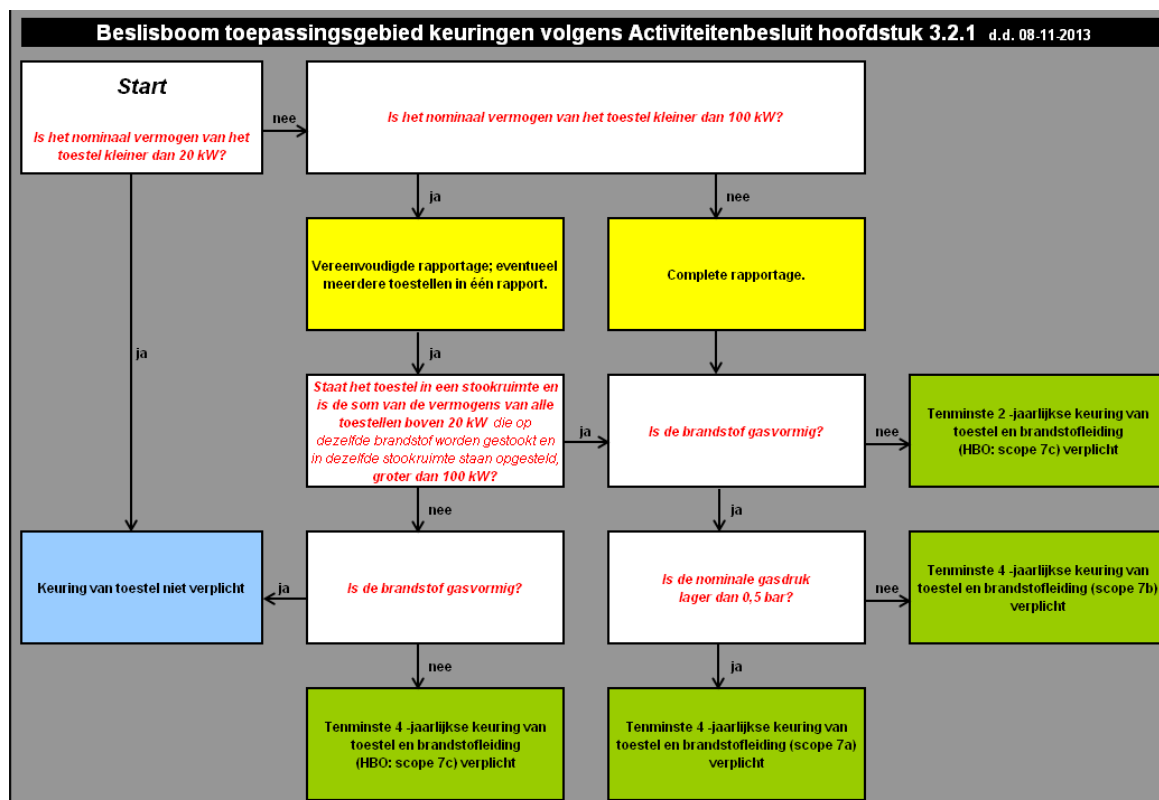 Beslisboom toepassingsgebied keuringen volgens Activiteitenbesluit hoofdstuk 3.2.1 d.d. 08-11-2013
Start
Is het nominaal vermogen van het
toestel kleiner dan 20 kW?
nee
Is het nominaal vermogen van het toestel kleiner dan 100 kW?
ja
nee
Vereenvoudigde rapportage; eventueel
meerdere toestellen in één rapport.
Complete rapportage.
ja
ja
Staat het toestel in een stookruimte en
is de som van de vermogens van alle
toestellen boven 20 kW die op
dezelfde brandstof worden gestookt en
in dezelfde stookruimte staan opgesteld,
groter dan 100 kW?
ja
Is de brandstof gasvormig?
nee
Tenminste 2 -jaarlijkse keuring van
toestel en brandstofleiding
(HBO: scope 7c) verplicht
nee
ja
Keuring van toestel niet verplicht
ja
Is de brandstof gasvormig?
Is de nominale gasdruk
lager dan 0,5 bar?
nee
Tenminste 4 -jaarlijkse keuring van
toestel en brandstofleiding (scope 7b)
verplicht
nee
ja
Tenminste 4 -jaarlijkse keuring van
toestel en brandstofleiding
(HBO: scope 7c) verplicht
Tenminste 4 -jaarlijkse keuring van
toestel en brandstofleiding (scope 7a)
verplicht